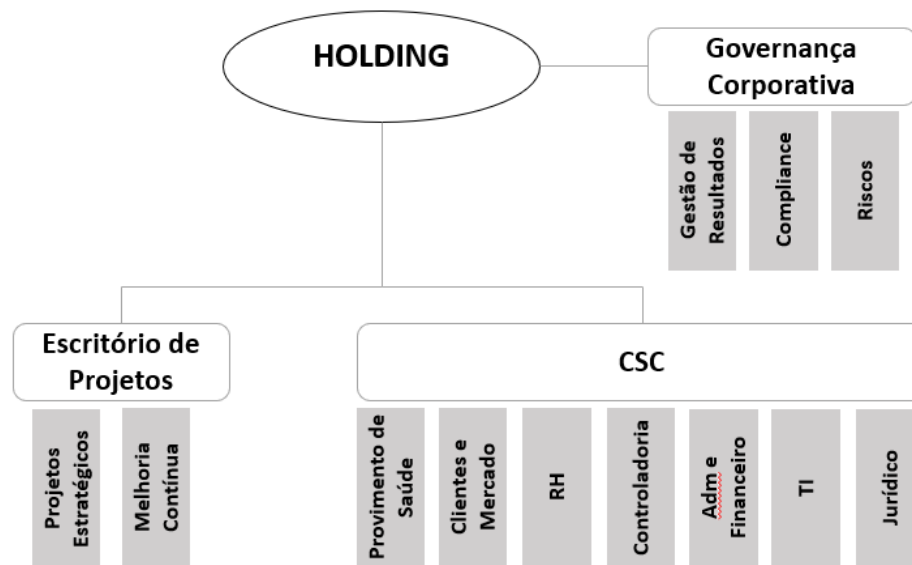 HOLDING
Governança
Corporativa
Gestão de
Resultados
Compliance
Riscos
Escritório de
Projetos
CSC
Projetos
Estratégicos
Melhoria
Contínua
Provimento de
Saúde
Clientes e
Mercado
RH
Controladoria
Adm e
Financeiro
TI
Jurídico